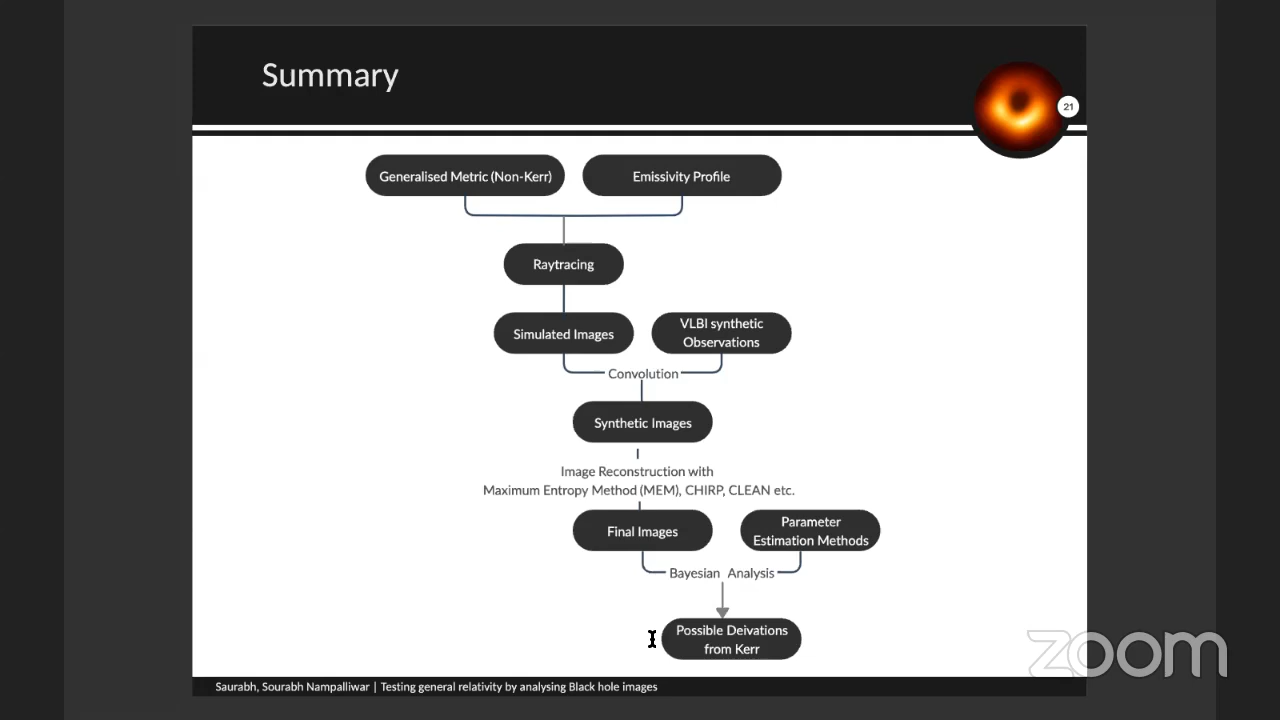 Summary
21
Generalised Metric (Non-Kerr)
Emissivity Profile
Raytracing
Simulated Images
VLBI synthetic
Observations
Convolution
Synthetic Images
Image Reconstruction with
Maximum Entropy Method (MEM), CHIRP, CLEAN etc.
Final Images
Parameter
Estimation Methods
Bayesian Analysis
Possible Deivations
from Kerr
zoom
Saurabh, Sourabh Nampalliwar | Testing general relativity by analysing Black hole images